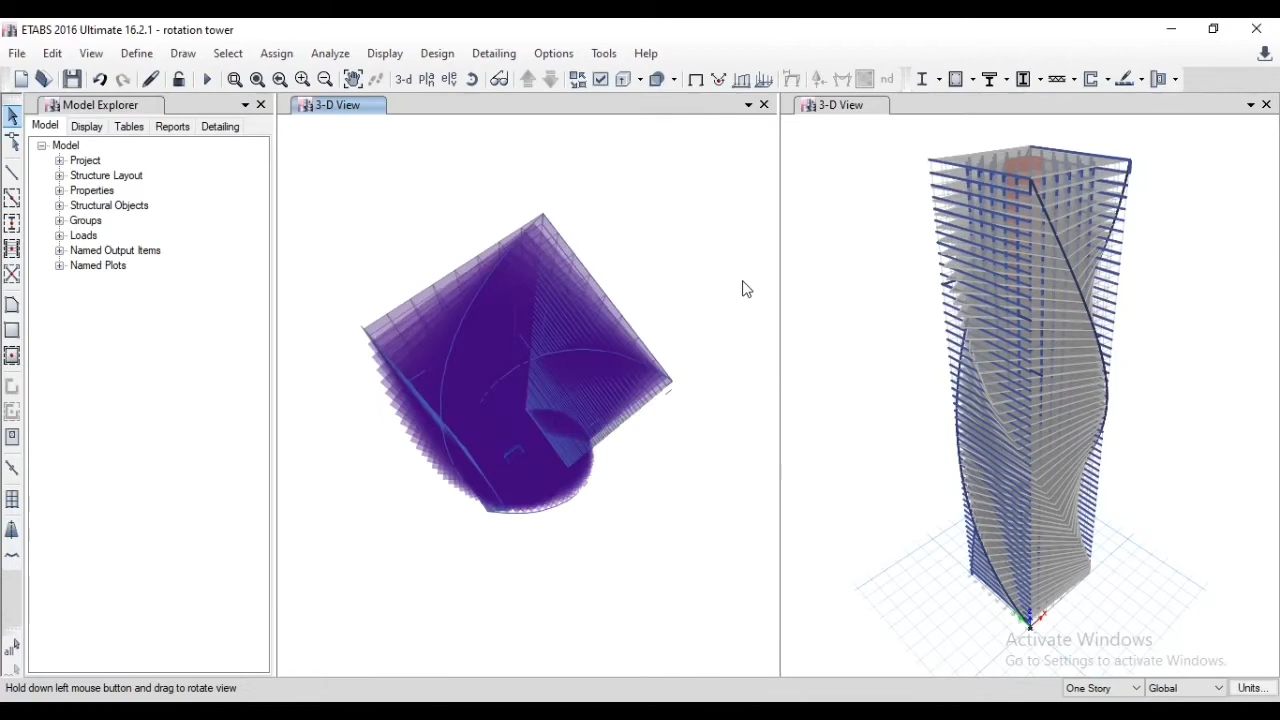 ETABS 2016 Ultimate 16.2.1 - rotation tower
File Edit View Define Draw Select Assign Analyze Display Design Detailing Options Tools Help
3-d
nd
Model Explorer
3-D View
3-D View
Model Display Tables Reports Detailing
Model
Project
Structure Layout
Properties
Structural Objects
Groups
Loads
Named Output Items
Named Plots
all
Activate Windows
Go to Settings to activate Windows.
Hold down left mouse button and drag to rotate view
One Story Global Units...